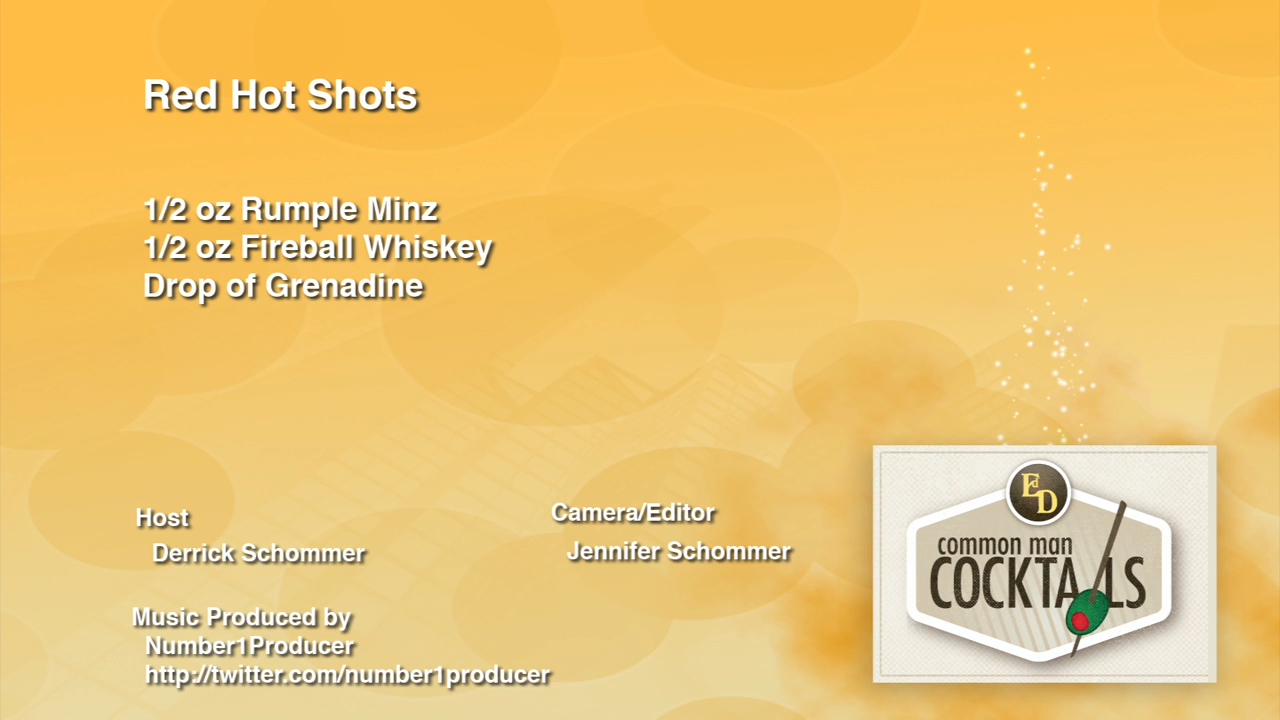 Red Hot Shots
1/2 oz Rumple Minz
1/2 oz Fireball Whiskey
Drop of Grenadine
Host
Derrick Schommer
Camera/Editor
Jennifer Schommer
Music Produced by
Number1Producer
http://twitter.com/number1producer
EdD
common man
COCKTAILS